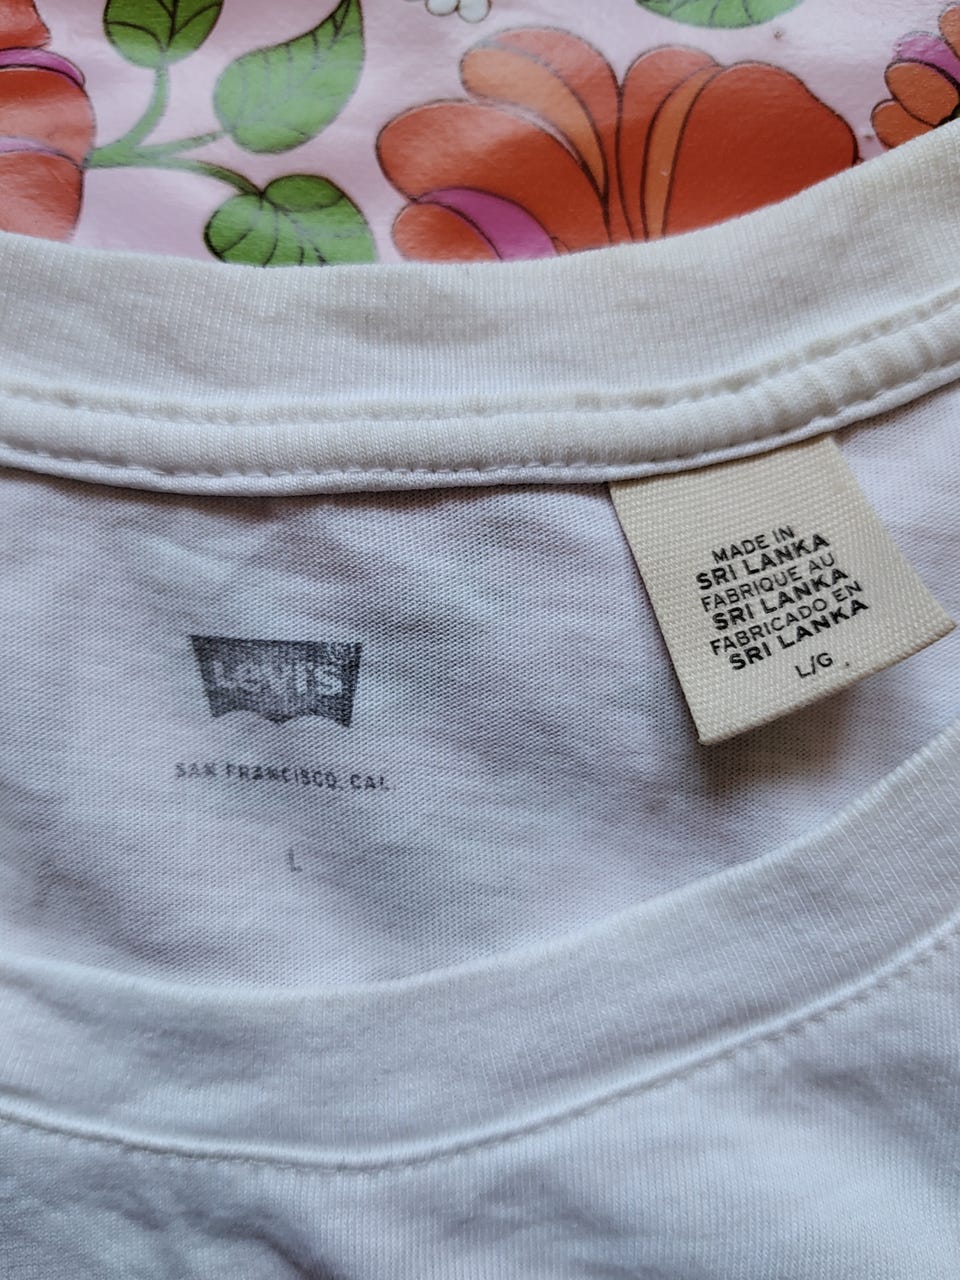 Levi's
SAN FRANCISCO, CAL.
L
MADE IN
SRI LANKA
FABRIQUE AU
SRI LANKA
FABRICADO EN
SRI LANKA
L/G